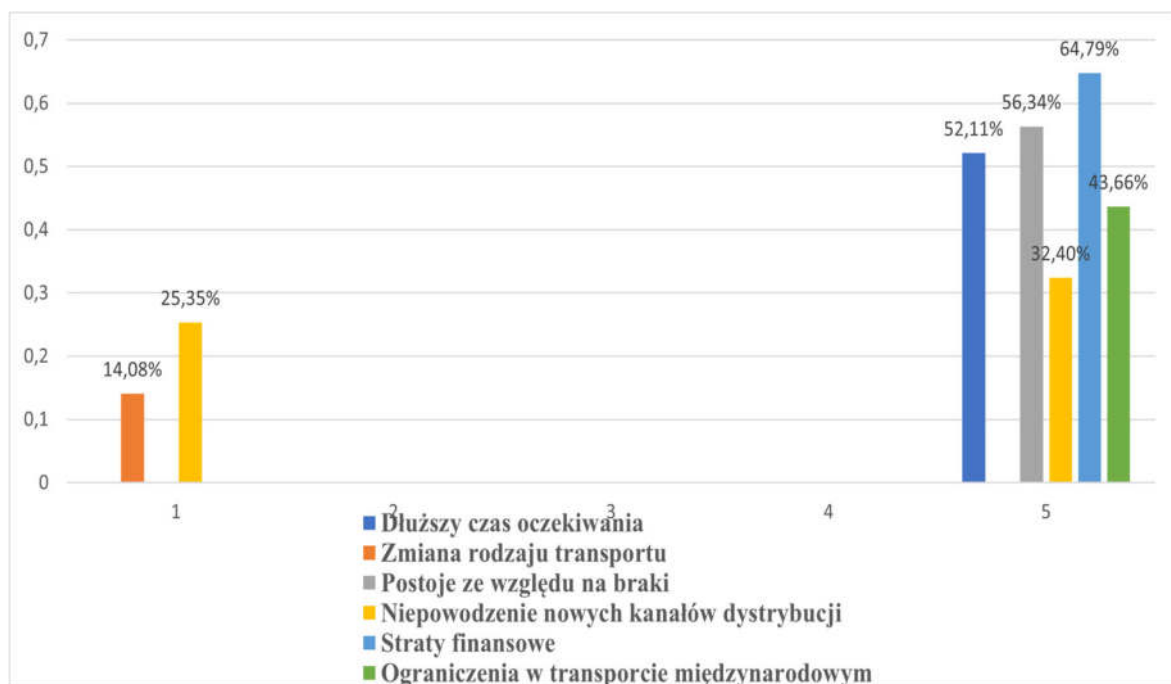 0,7
0,6
0,5
0,4
0,3
0,2
0,1
0
14,08%
25,35%
52,11%
56,34%
32,40%
64,79%
43,66%
1 2 3 4 5
Dłuższy czas oczekiwania
Zmiana rodzaju transportu
Postoje ze względu na braki
Niepowodzenie nowych kanałów dystrybucji
Straty finansowe
Ograniczenia w transporcie międzynarodowym